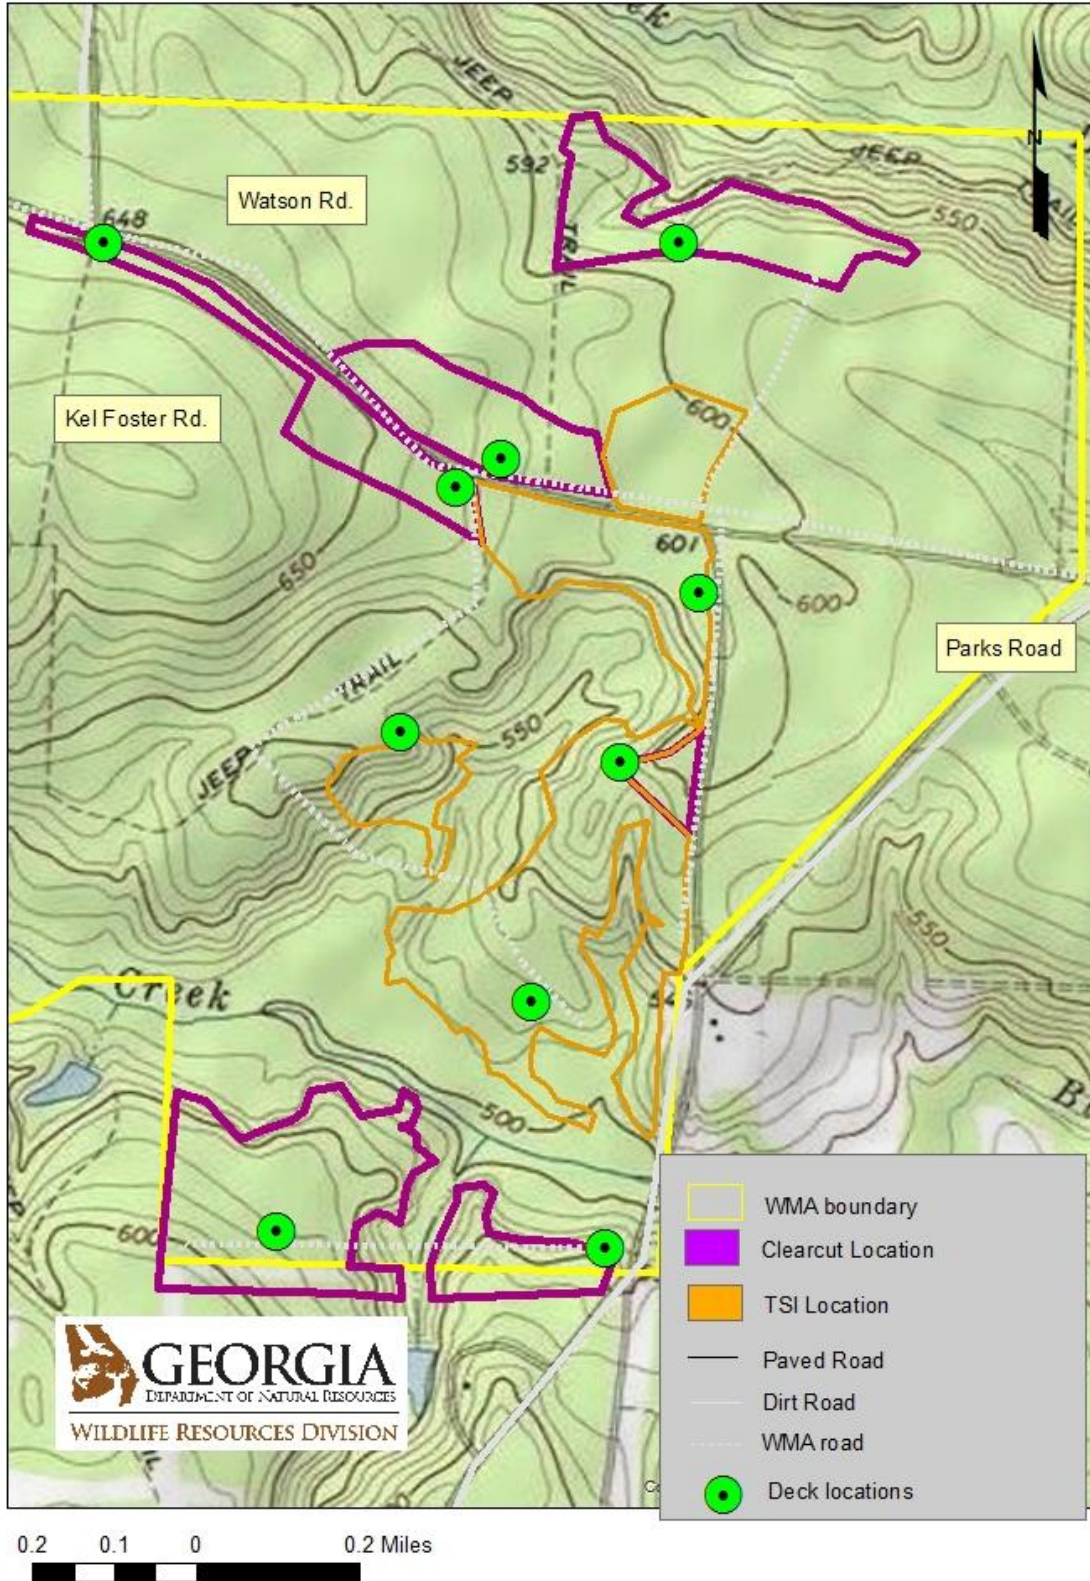 eek
JEEP
N
592
JEEP
TRAIL
Watson Rd.
648
550
TRAIL
Kel Foster Rd.
600
601
650
600
Parks Road
TRAIL
550
JEEP
550
Creek
500
B
600
WMA boundary
Clearcut Location
TSI Location
Paved Road
Dirt Road
WMA road
Deck locations
GEORGIA
DEPARTMENT OF NATURAL RESOURCES
WILDLIFE RESOURCES DIVISION
0.2 0.1 0 0.2 Miles